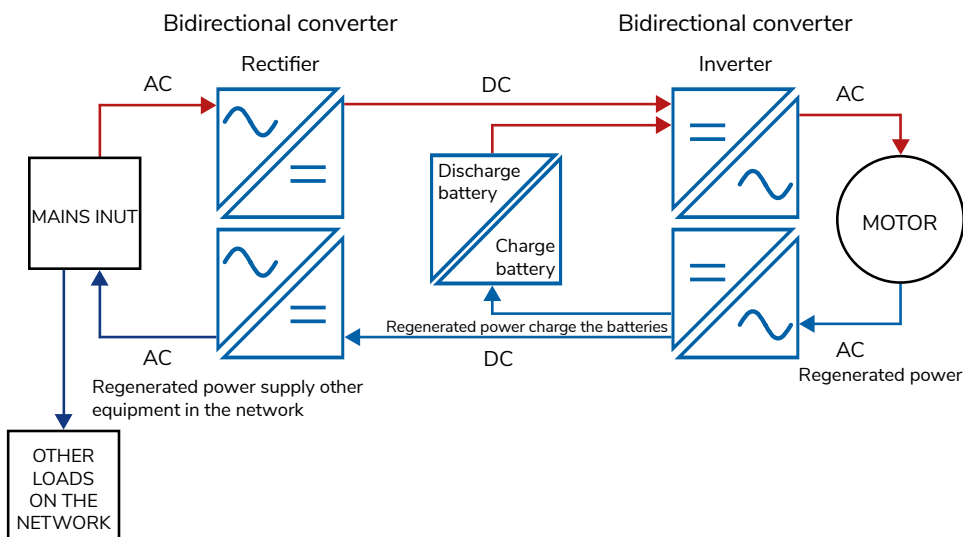 Bidirectional converter
Bidirectional converter
Rectifier
Inverter
AC
DC
AC
Discharge
battery
MAINS INUT
MOTOR
Charge
battery
Regenerated power charge the batteries
AC
DC
AC
Regenerated power
Regenerated power supply other
equipment in the network
OTHER
LOADS
ON THE
NETWORK